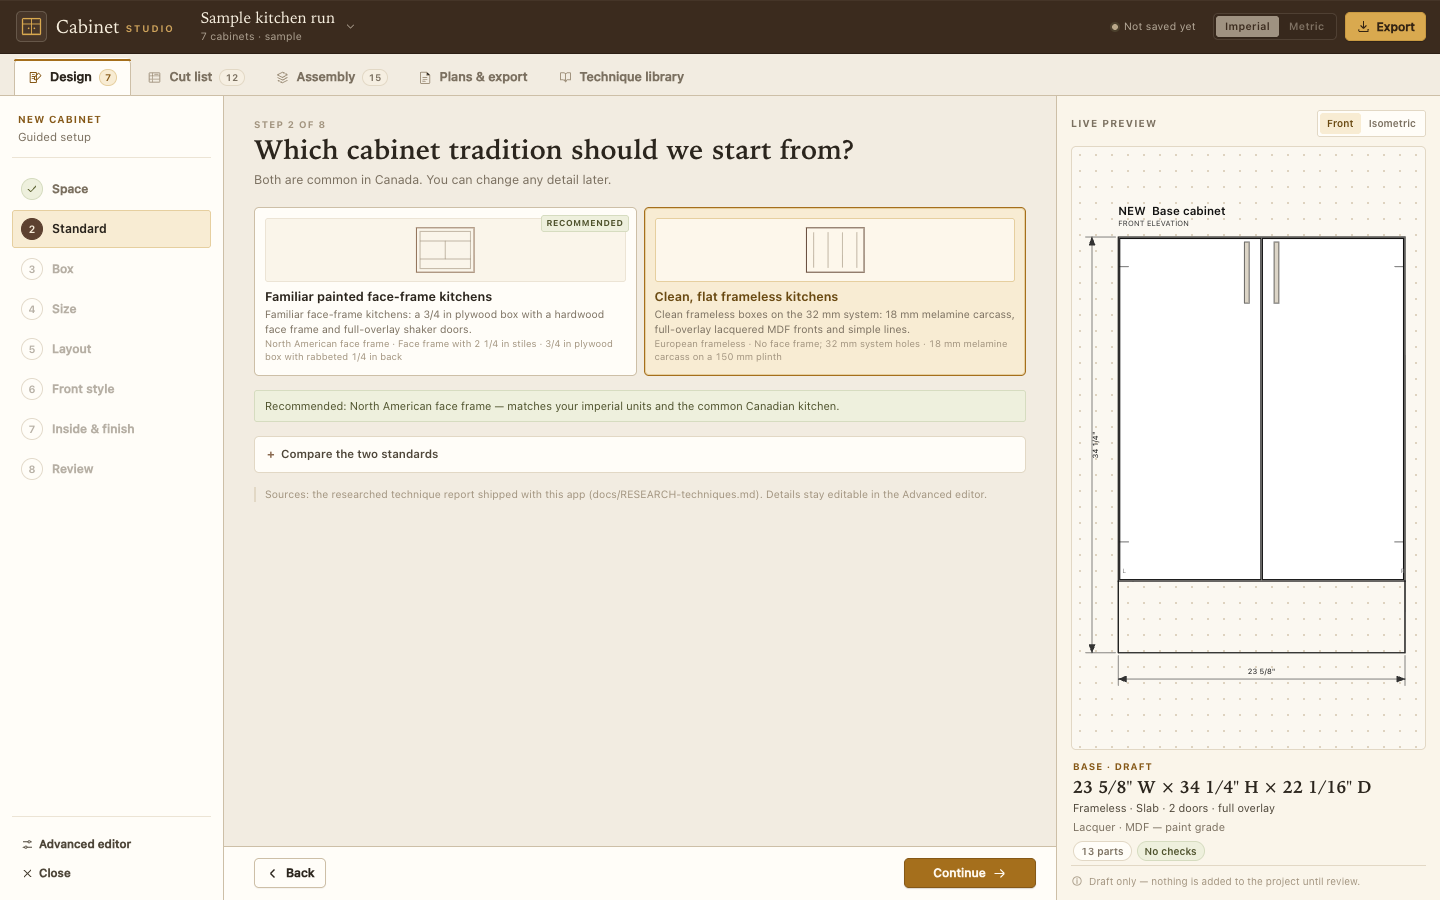 Cabinet STUDIO
Sample kitchen run
7 cabinets · sample
Not saved yet
Imperial
Metric
Export
Design 7
Cut list 12
Assembly 15
Plans & export
Technique library
NEW CABINET
Guided setup
Space
2 Standard
3 Box
4 Size
5 Layout
6 Front style
7 Inside & finish
8 Review
Advanced editor
Close
STEP 2 OF 8
Which cabinet tradition should we start from?
Both are common in Canada. You can change any detail later.
RECOMMENDED
Familiar painted face-frame kitchens
Familiar face-frame kitchens: a 3/4 in plywood box with a hardwood
face frame and full-overlay shaker doors.
North American face frame · Face frame with 2 1/4 in stiles · 3/4 in plywood
box with rabbeted 1/4 in back
Clean, flat frameless kitchens
Clean frameless boxes on the 32 mm system: 18 mm melamine carcass,
full-overlay lacquered MDF fronts and simple lines.
European frameless · No face frame; 32 mm system holes · 18 mm melamine
carcass on a 150 mm plinth
Recommended: North American face frame — matches your imperial units and the common Canadian kitchen.
+ Compare the two standards
Sources: the researched technique report shipped with this app (docs/RESEARCH-techniques.md). Details stay editable in the Advanced editor.
Back
Continue
LIVE PREVIEW
Front
Isometric
NEW Base cabinet
FRONT ELEVATION
34 1/4"
L
23 5/8"
BASE · DRAFT
23 5/8" W × 34 1/4" H × 22 1/16" D
Frameless · Slab · 2 doors · full overlay
Lacquer · MDF — paint grade
13 parts
No checks
Draft only — nothing is added to the project until review.